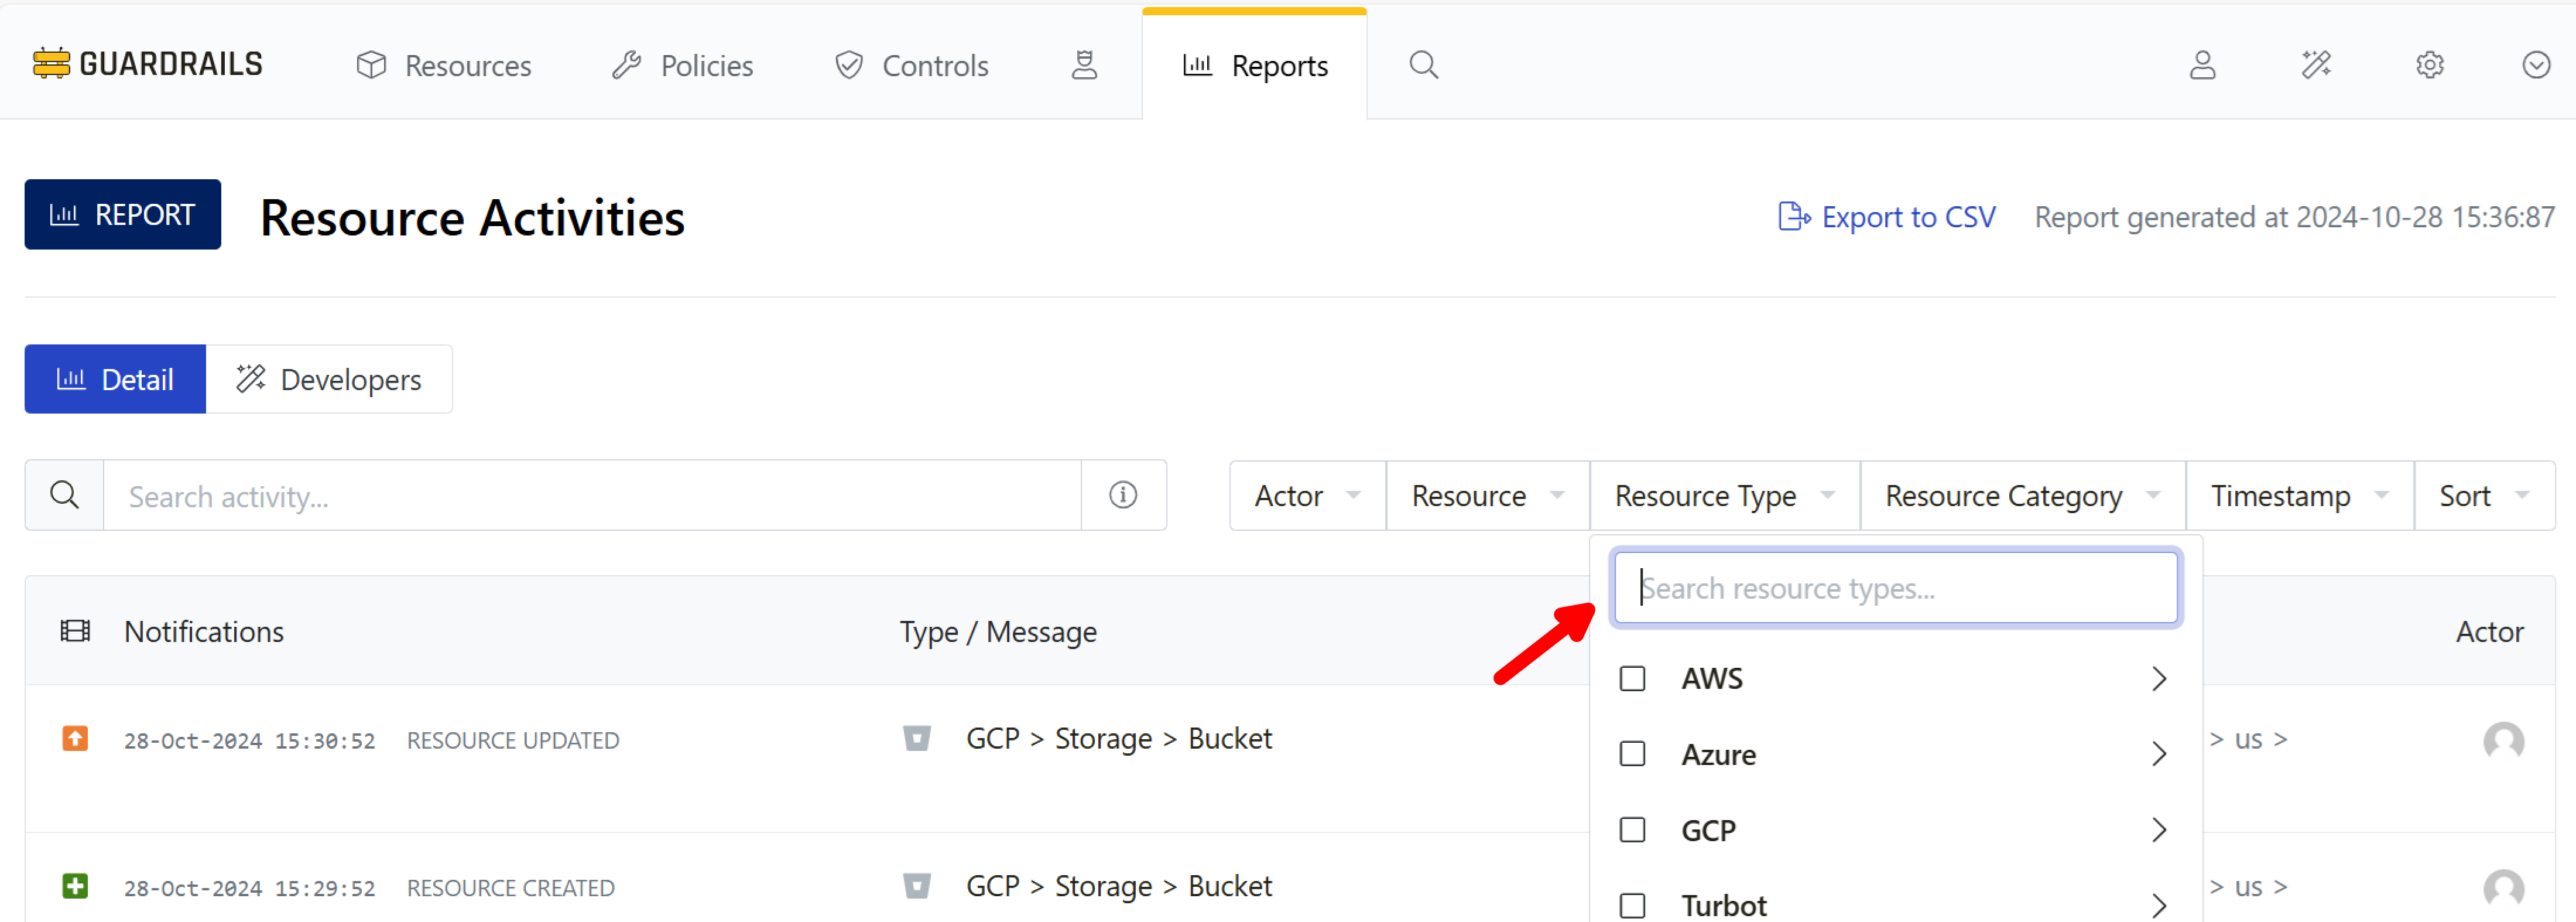 GUARDRAILS Resources Policies Controls Reports
REPORT Resource Activities Export to CSV Report generated at 2024-10-28 15:36:87
Detail Developers
Search activity... Actor Resource Resource Type Resource Category Timestamp Sort
Search resource types...
Notifications Type / Message Actor
AWS
28-Oct-2024 15:30:52 RESOURCE UPDATED GCP > Storage > Bucket > us >
Azure
GCP
28-Oct-2024 15:29:52 RESOURCE CREATED GCP > Storage > Bucket > us >
Turbot